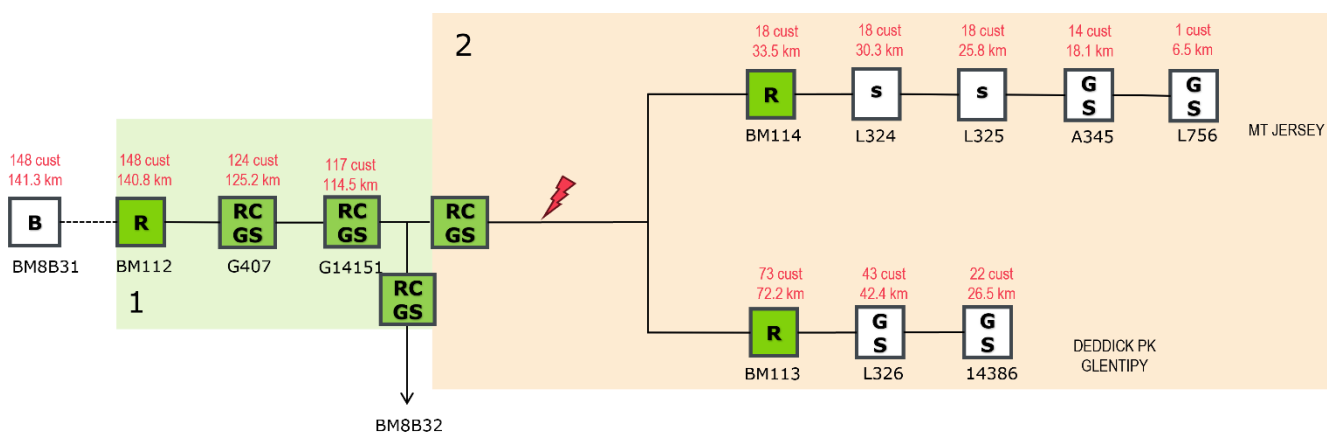 2
18 cust
33.5 km
R
BM114
18 cust
30.3 km
s
L324
18 cust
25.8 km
s
L325
14 cust
18.1 km
G
S
A345
1 cust
6.5 km
G
S
L756
MT JERSEY
148 cust
141.3 km
B
BM8B31
148 cust
140.8 km
R
BM112
124 cust
125.2 km
RC
GS
G407
117 cust
114.5 km
RC
GS
G14151
RC
GS
1
RC
GS
BM8B32
73 cust
72.2 km
R
BM113
43 cust
42.4 km
G
S
L326
22 cust
26.5 km
G
S
14386
DEDDICK PK
GLENTIPY